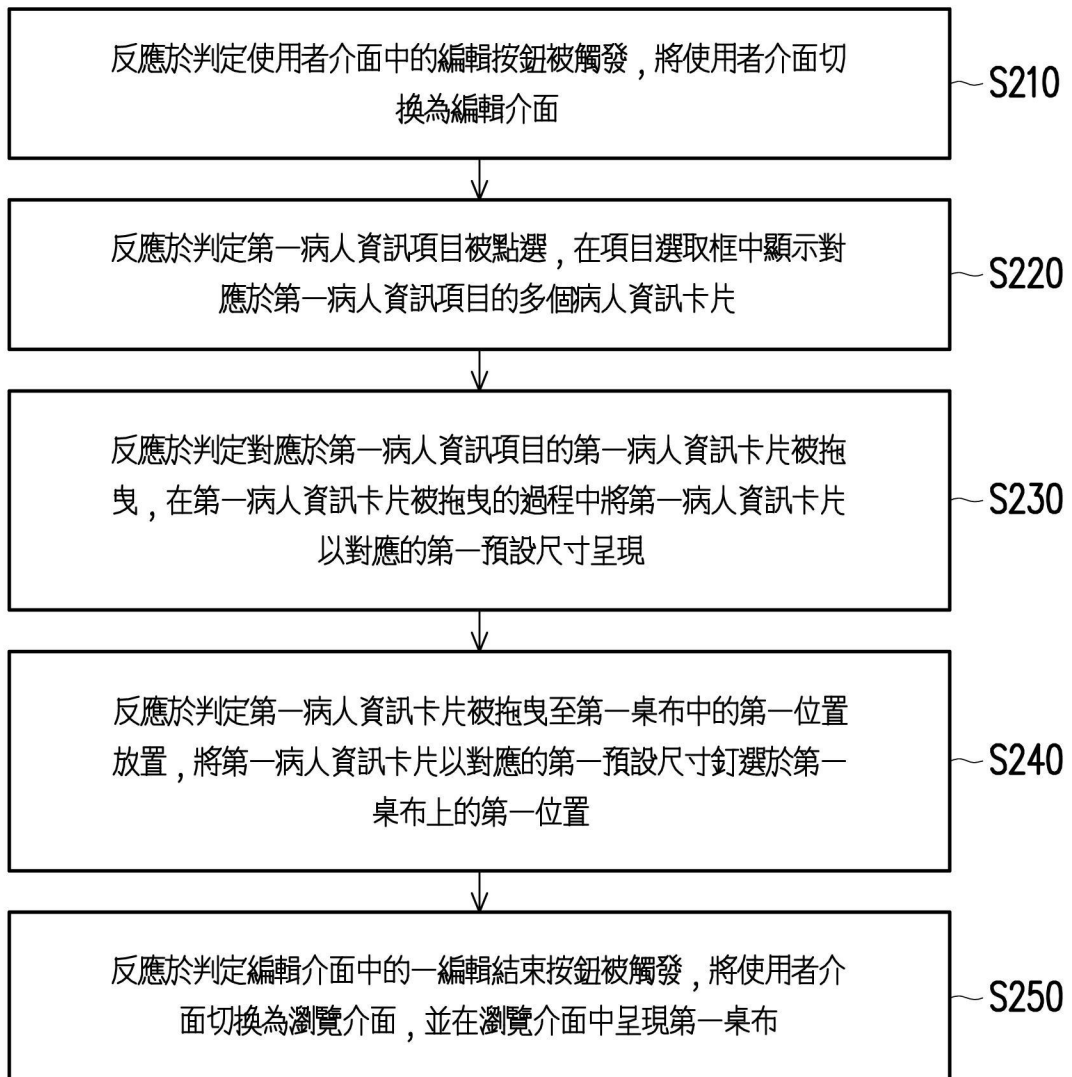 反應於判定使用者介面中的編輯按鈕被觸發,將使用者介面切
換為編輯介面
S210
反應於判定第一病人資訊項目被點選,在項目選取框中顯示對
應於第一病人資訊項目的多個病人資訊卡片
S220
反應於判定對應於第一病人資訊項目的第一病人資訊卡片被拖
曳,在第一病人資訊卡片被拖曳的過程中將第一病人資訊卡片
以對應的第一預設尺寸呈現
S230
反應於判定第一病人資訊卡片被拖曳至第一桌布中的第一位置
放置,將第一病人資訊卡片以對應的第一預設尺寸釘選於第一
桌布上的第一位置
S240
反應於判定編輯介面中的一編輯結束按鈕被觸發,將使用者介
面切換為瀏覽介面,並在瀏覽介面中呈現第一桌布
S250